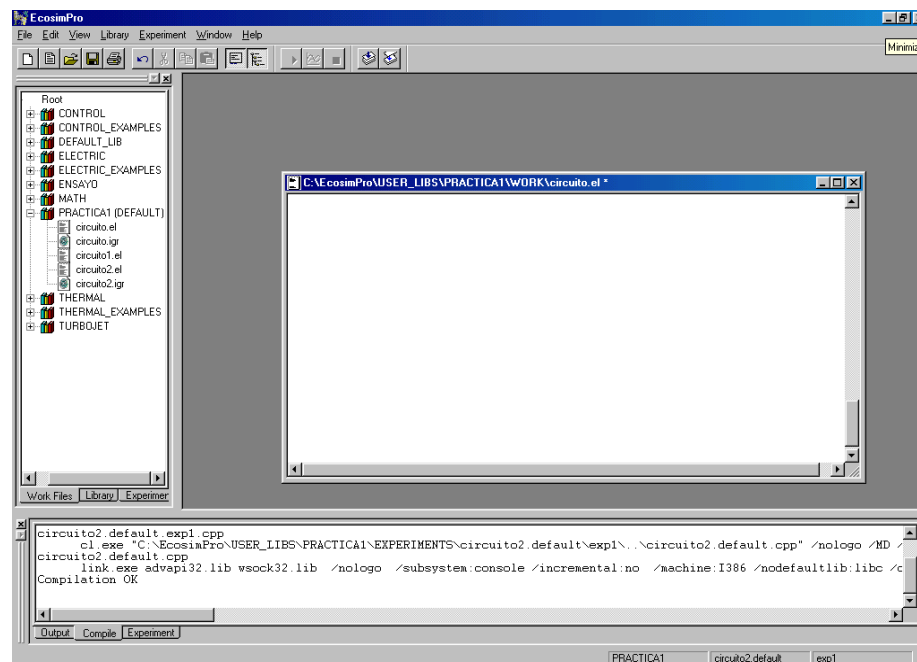 EcosimPro
File Edit View Library Experiment Window Help
Root
CONTROL
CONTROL_EXAMPLES
DEFAULT_LIB
ELECTRIC
ELECTRIC_EXAMPLES
ENSAYO
MATH
PRACTICA1 (DEFAULT)
circuito.el
circuito.igr
circuito1.el
circuito2.el
circuito2.igr
THERMAL
THERMAL_EXAMPLES
TURBOJET
Work Files Library Experimen
C:\EcosimPro\USER_LIBS\PRACTICA1\WORK\circuito.el *
circuito2.default.exp1.cpp
cl.exe "C:\EcosimPro\USER_LIBS\PRACTICA1\EXPERIMENTS\circuito2.default\exp1\..\circuito2.default.cpp" /nologo /MD /
circuito2.default.cpp
link.exe advapi32.lib wsock32.lib /nologo /subsystem:console /incremental:no /machine:I386 /nodefaultlib:libc /
Compilation OK
Output Compile Experiment
PRACTICA1 circuito2.default exp1